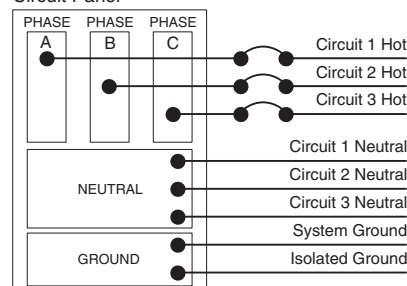 Circuit Panel
PHASE PHASE PHASE
A B C
Circuit 1 Hot
Circuit 2 Hot
Circuit 3 Hot
Circuit 1 Neutral
NEUTRAL
Circuit 2 Neutral
Circuit 3 Neutral
System Ground
GROUND
Isolated Ground